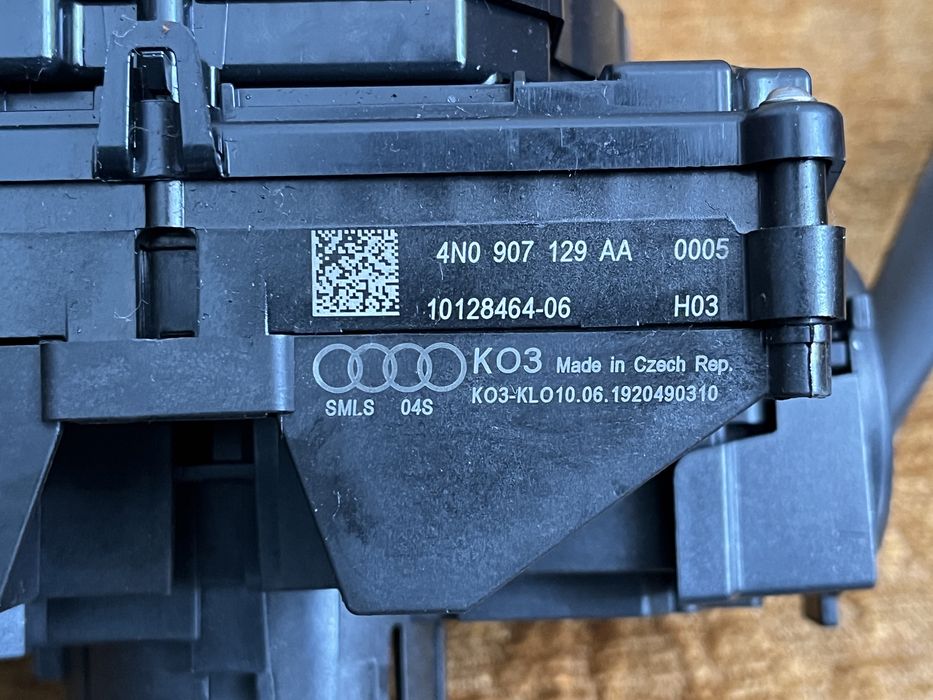 4N0 907 129 AA 0005
10128464-06 H03
KO3 Made in Czech Rep.
KO3-KLO10.06.1920490310
SMLS 04S